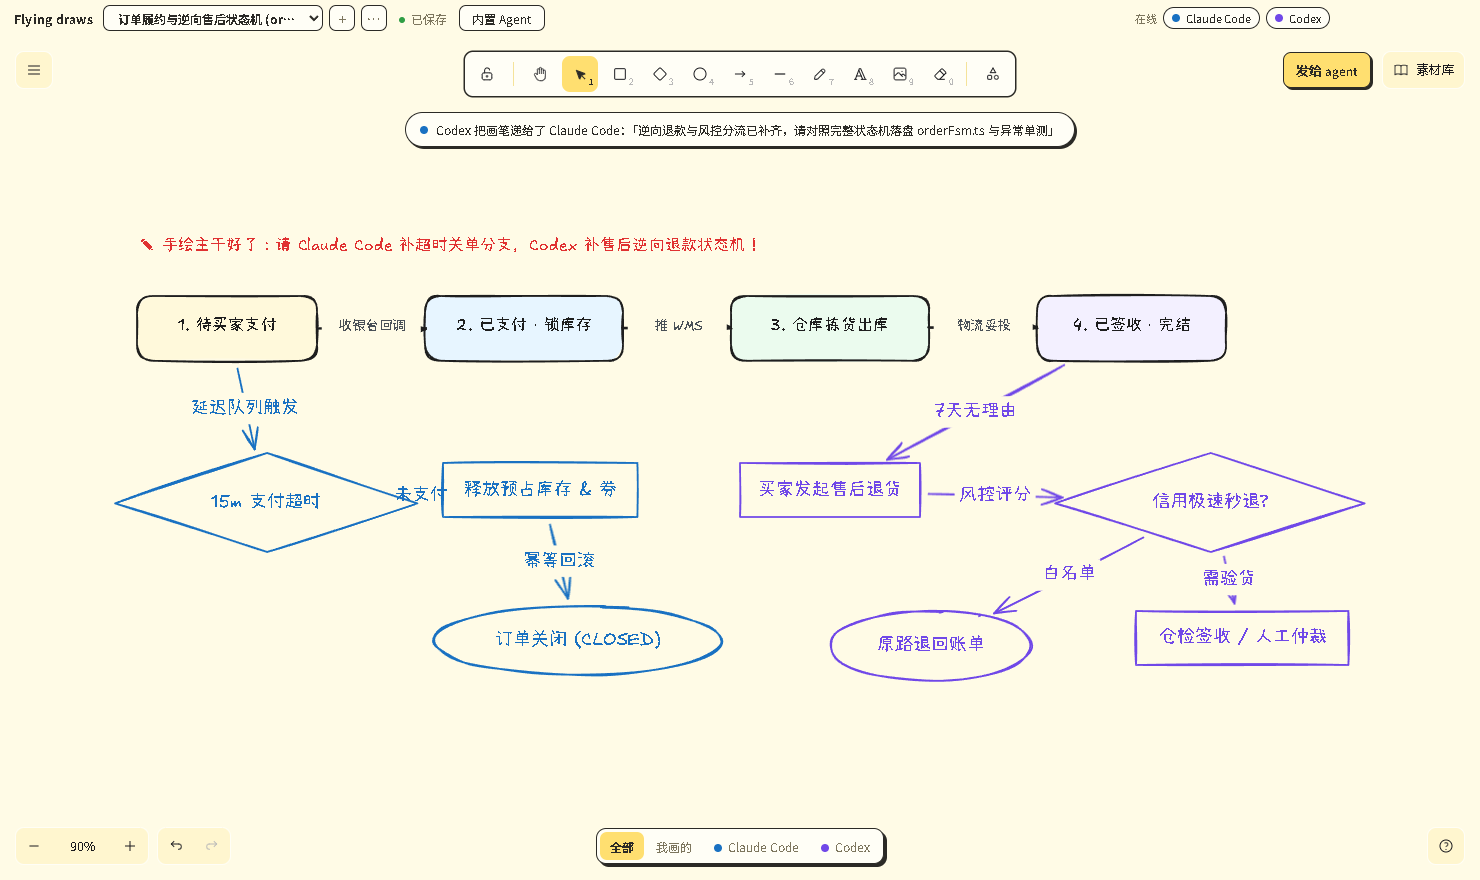 Flying draws
订单履约与逆向售后状态机 (or…
+
…
已保存
内置 Agent
在线
Claude Code
Codex
1
2
3
4
5
6
7
A 8
9
0
发给 agent
素材库
Codex 把画笔递给了 Claude Code:「逆向退款与风控分流已补齐，请对照完整状态机落盘 orderFsm.ts 与异常单测」
手绘主干好了：请 Claude Code 补超时关单分支，Codex 补售后逆向退款状态机！
1. 待买家支付
收银台回调
2. 已支付 · 锁库存
推 WMS
3. 仓库拣货出库
物流妥投
4. 已签收 · 完结
延迟队列触发
7天无理由
15m 支付超时
未支付
释放预占库存 & 券
买家发起售后退货
风控评分
信用极速秒退?
幂等回滚
白名单
需验货
订单关闭 (CLOSED)
原路退回账单
仓检签收 / 人工仲裁
90%
全部
我画的
Claude Code
Codex